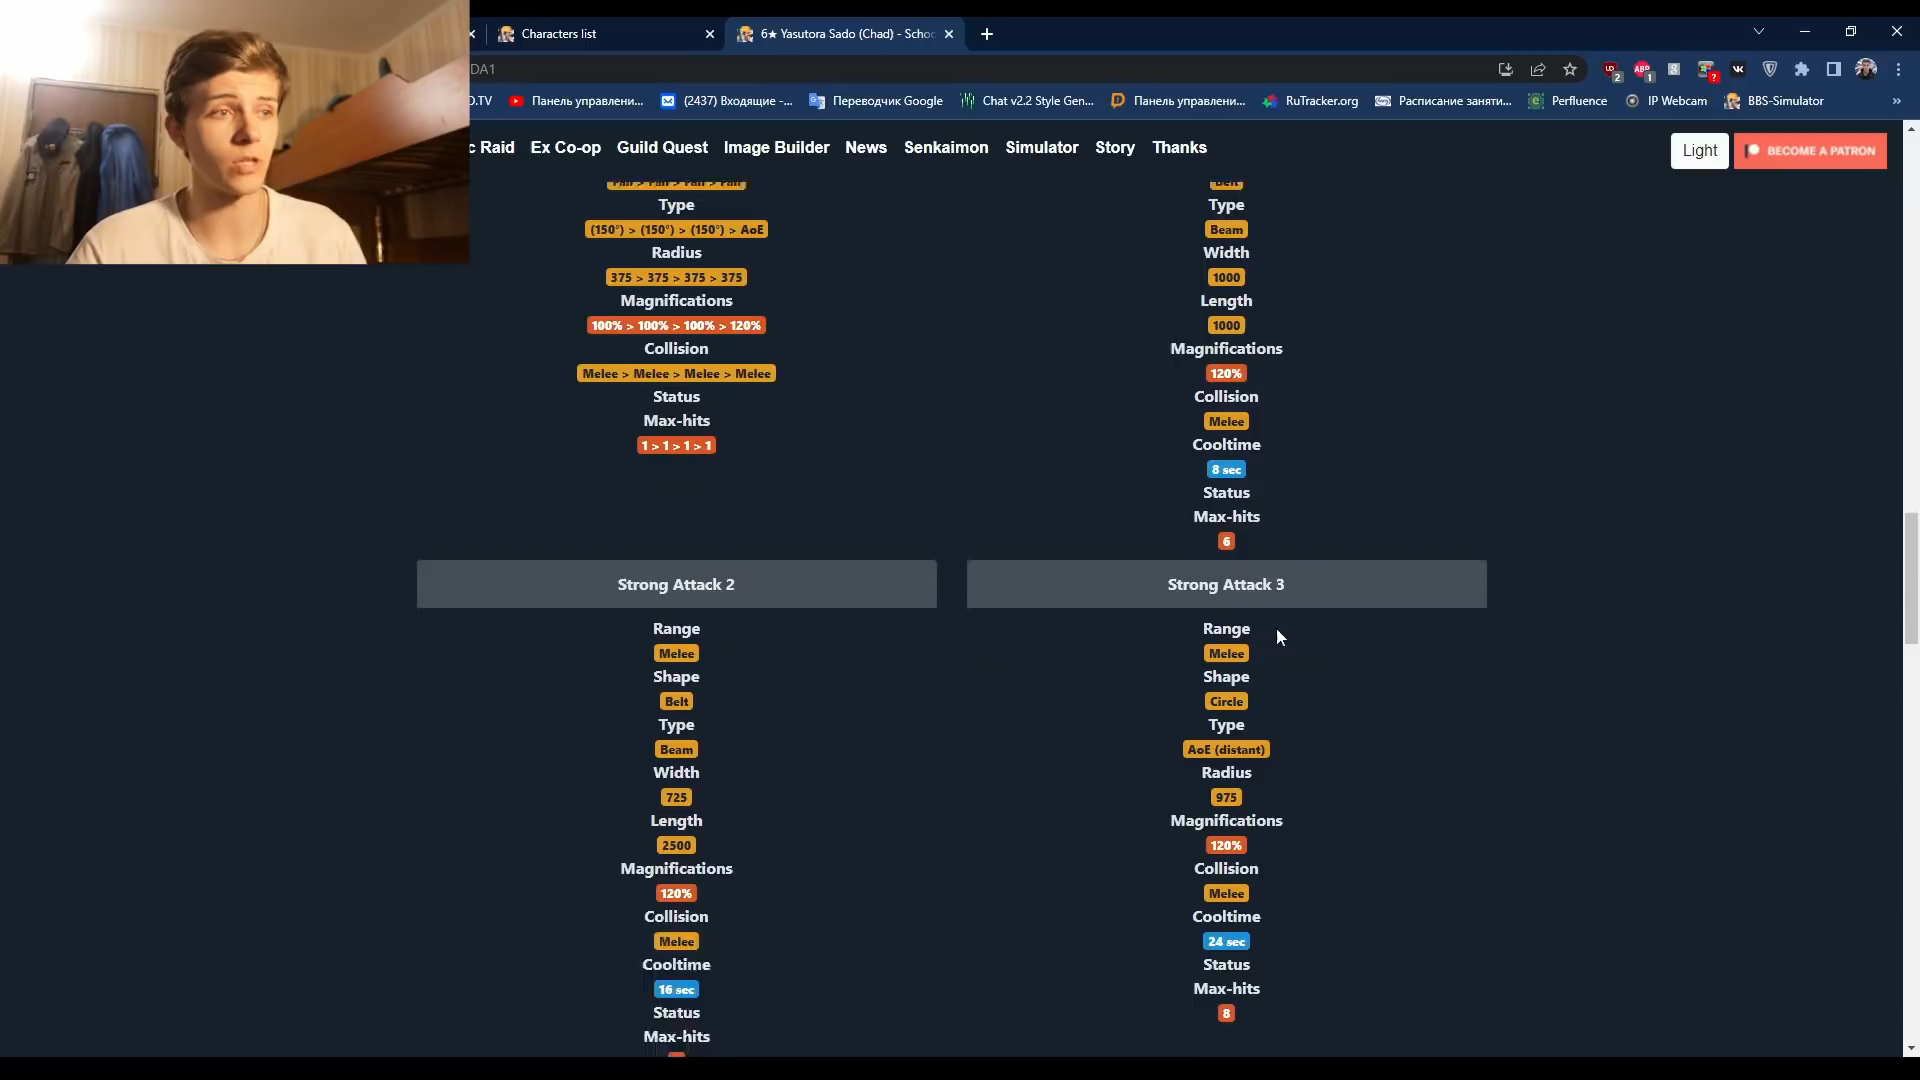 Characters list
6★ Yasutora Sado (Chad) - Schoo
DA1
D.TV
Панель управлени...
(2437) Входящие -...
Переводчик Google
Chat v2.2 Style Gen...
Панель управлени...
RuTracker.org
Расписание заняти...
Perfluence
IP Webcam
BBS-Simulator
»
c Raid
Ex Co-op
Guild Quest
Image Builder
News
Senkaimon
Simulator
Story
Thanks
Light
BECOME A PATRON
Fan > Fan > Fan > Fan
Type
(150°) > (150°) > (150°) > AoE
Radius
375 > 375 > 375 > 375
Magnifications
100% > 100% > 100% > 120%
Collision
Melee > Melee > Melee > Melee
Status
Max-hits
1 > 1 > 1 > 1
Belt
Type
Beam
Width
1000
Length
1000
Magnifications
120%
Collision
Melee
Cooltime
8 sec
Status
Max-hits
6
Strong Attack 2
Range
Melee
Shape
Belt
Type
Beam
Width
725
Length
2500
Magnifications
120%
Collision
Melee
Cooltime
16 sec
Status
Max-hits
Strong Attack 3
Range
Melee
Shape
Circle
Type
AoE (distant)
Radius
975
Magnifications
120%
Collision
Melee
Cooltime
24 sec
Status
Max-hits
8